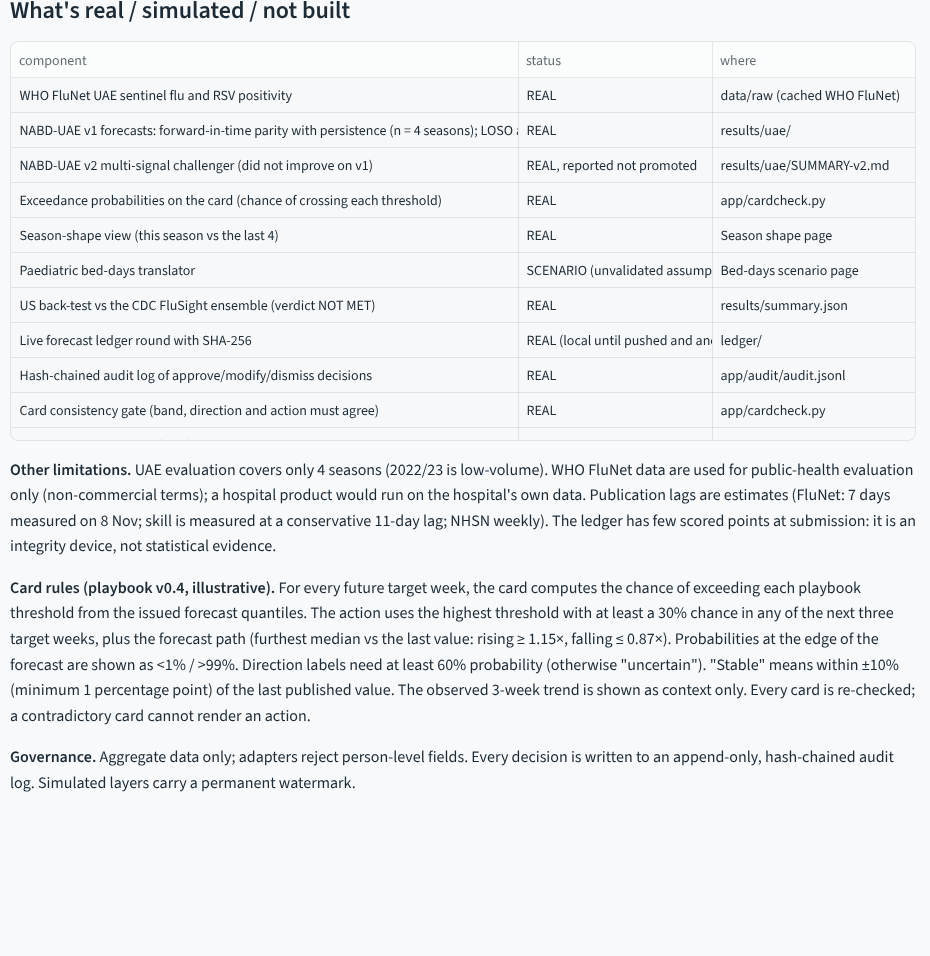 What's real / simulated / not built
component status where
WHO FluNet UAE sentinel flu and RSV positivity REAL data/raw (cached WHO FluNet)
NABD-UAE v1 forecasts: forward-in-time parity with persistence (n = 4 seasons); LOSO REAL results/uae/
NABD-UAE v2 multi-signal challenger (did not improve on v1) REAL, reported not promoted results/uae/SUMMARY-v2.md
Exceedance probabilities on the card (chance of crossing each threshold) REAL app/cardcheck.py
Season-shape view (this season vs the last 4) REAL Season shape page
Paediatric bed-days translator SCENARIO (unvalidated assump Bed-days scenario page
US back-test vs the CDC FluSight ensemble (verdict NOT MET) REAL results/summary.json
Live forecast ledger round with SHA-256 REAL (local until pushed and ledger/
Hash-chained audit log of approve/modify/dismiss decisions REAL app/audit/audit.jsonl
Card consistency gate (band, direction and action must agree) REAL app/cardcheck.py
Other limitations. UAE evaluation covers only 4 seasons (2022/23 is low-volume). WHO FluNet data are used for public-health evaluation
only (non-commercial terms); a hospital product would run on the hospital's own data. Publication lags are estimates (FluNet: 7 days
measured on 8 Nov; skill is measured at a conservative 11-day lag; NHSN weekly). The ledger has few scored points at submission: it is an
integrity device, not statistical evidence.
Card rules (playbook v0.4, illustrative). For every future target week, the card computes the chance of exceeding each playbook
threshold from the issued forecast quantiles. The action uses the highest threshold with at least a 30% chance in any of the next three
target weeks, plus the forecast path (furthest median vs the last value: rising ≥ 1.15×, falling ≤ 0.87×). Probabilities at the edge of the
forecast are shown as <1% / >99%. Direction labels need at least 60% probability (otherwise "uncertain"). "Stable" means within ±10%
(minimum 1 percentage point) of the last published value. The observed 3-week trend is shown as context only. Every card is re-checked;
a contradictory card cannot render an action.
Governance. Aggregate data only; adapters reject person-level fields. Every decision is written to an append-only, hash-chained audit
log. Simulated layers carry a permanent watermark.